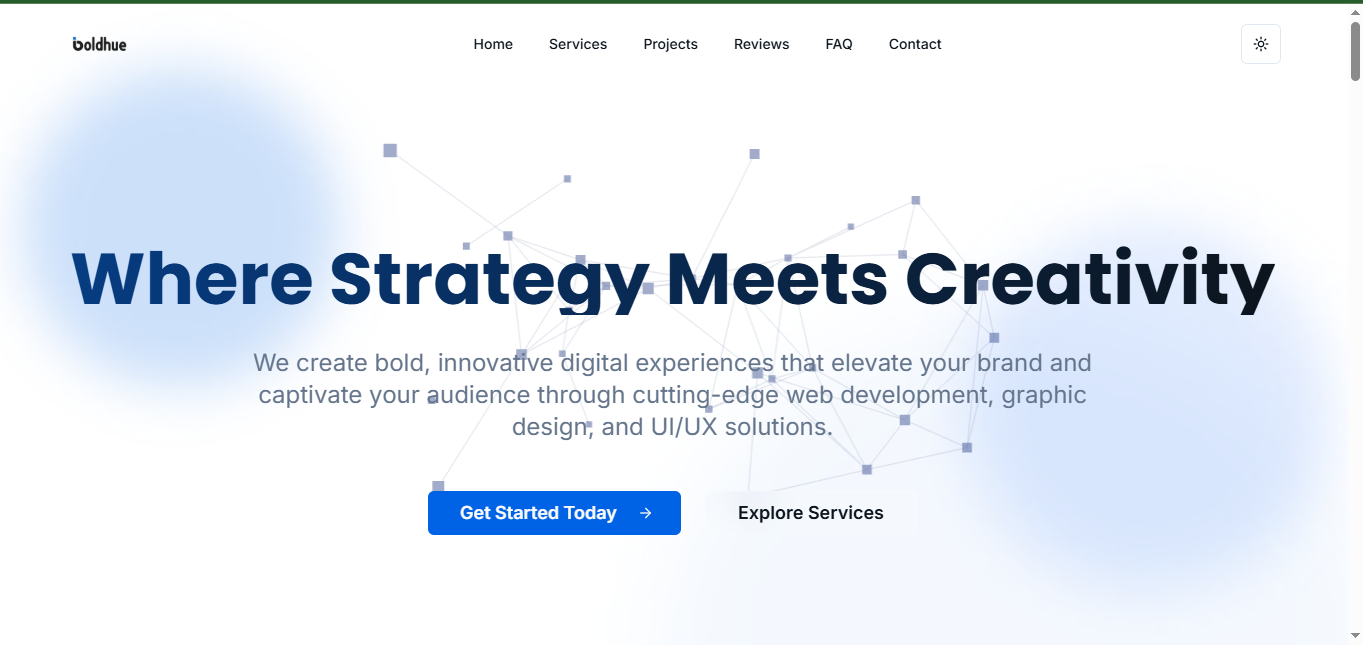 boldhue
Home
Services
Projects
Reviews
FAQ
Contact
Where Strategy Meets Creativity
We create bold, innovative digital experiences that elevate your brand and
captivate your audience through cutting-edge web development, graphic
design, and UI/UX solutions.
Get Started Today
Explore Services